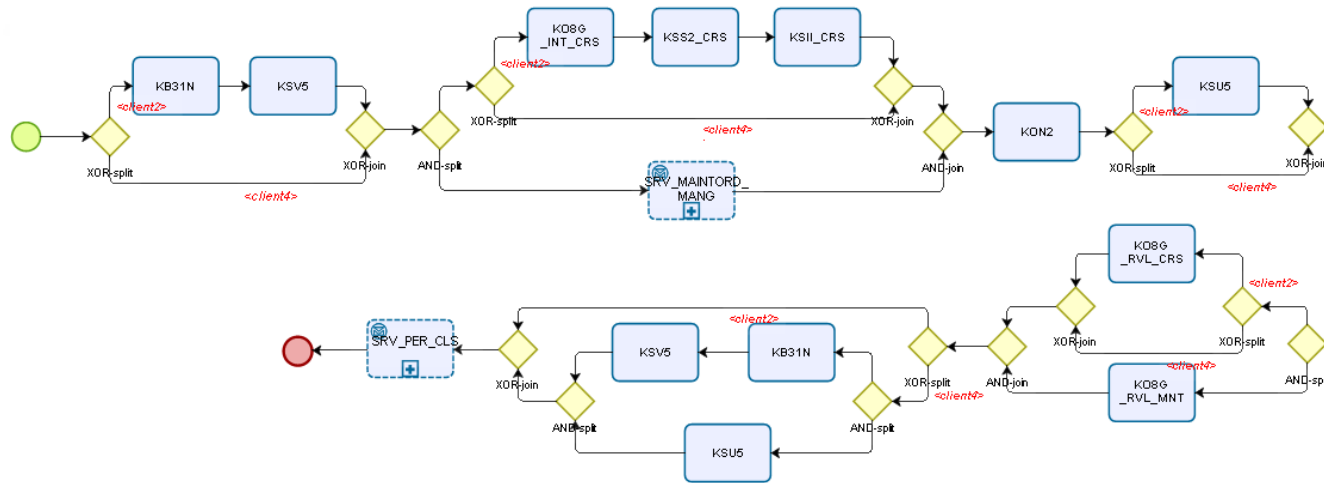 KO8G
_INT_CRS
KSS2_CRS
KSII_CRS
<client2>
KB31N
KSV5
<client2>
XOR-split
XOR-join
<client4>
XOR-split
<client4>
XOR-join
AND-split
SRV_MAINTORD_
MANG
AND-join
KON2
KSU5
<client2>
XOR-split
<client4>
XOR-join
KO8G
_RVL_CRS
<client2>
XOR-join
XOR-split
<client4>
AND-join
KO8G
_RVL_MNT
AND-sp
XOR-split
<client4>
<client2>
KSV5
KB31N
SRV_PER_CLS
XOR-join
AND-split
AND-split
KSU5